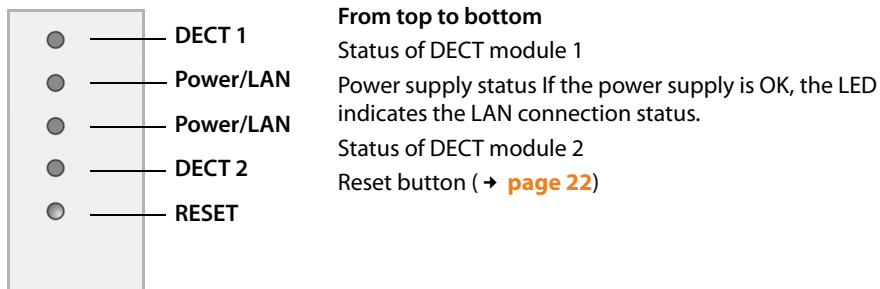 DECT 1
Power/LAN
Power/LAN
DECT 2
RESET
From top to bottom
Status of DECT module 1
Power supply status If the power supply is OK, the LED
indicates the LAN connection status.
Status of DECT module 2
Reset button ( ➔ page 22)